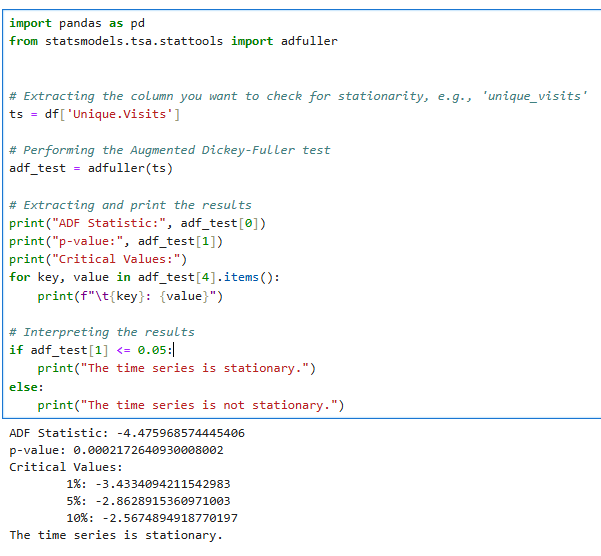 import pandas as pd
from statsmodels.tsa.stattools import adfuller
# Extracting the column you want to check for stationarity, e.g., 'unique_visits'
ts = df['Unique.Visits']
# Performing the Augmented Dickey-Fuller test
adf_test = adfuller(ts)
# Extracting and print the results
print("ADF Statistic:", adf_test[0])
print("p-value:", adf_test[1])
print("Critical Values:")
for key, value in adf_test[4].items():
    print(f"\t{key}: {value}")
# Interpreting the results
if adf_test[1] <= 0.05:
    print("The time series is stationary.")
else:
    print("The time series is not stationary.")
ADF Statistic: -4.475968574445406
p-value: 0.0002172640930008002
Critical Values:
        1%: -3.4334094211542983
        5%: -2.8628915360971003
        10%: -2.5674894918770197
The time series is stationary.